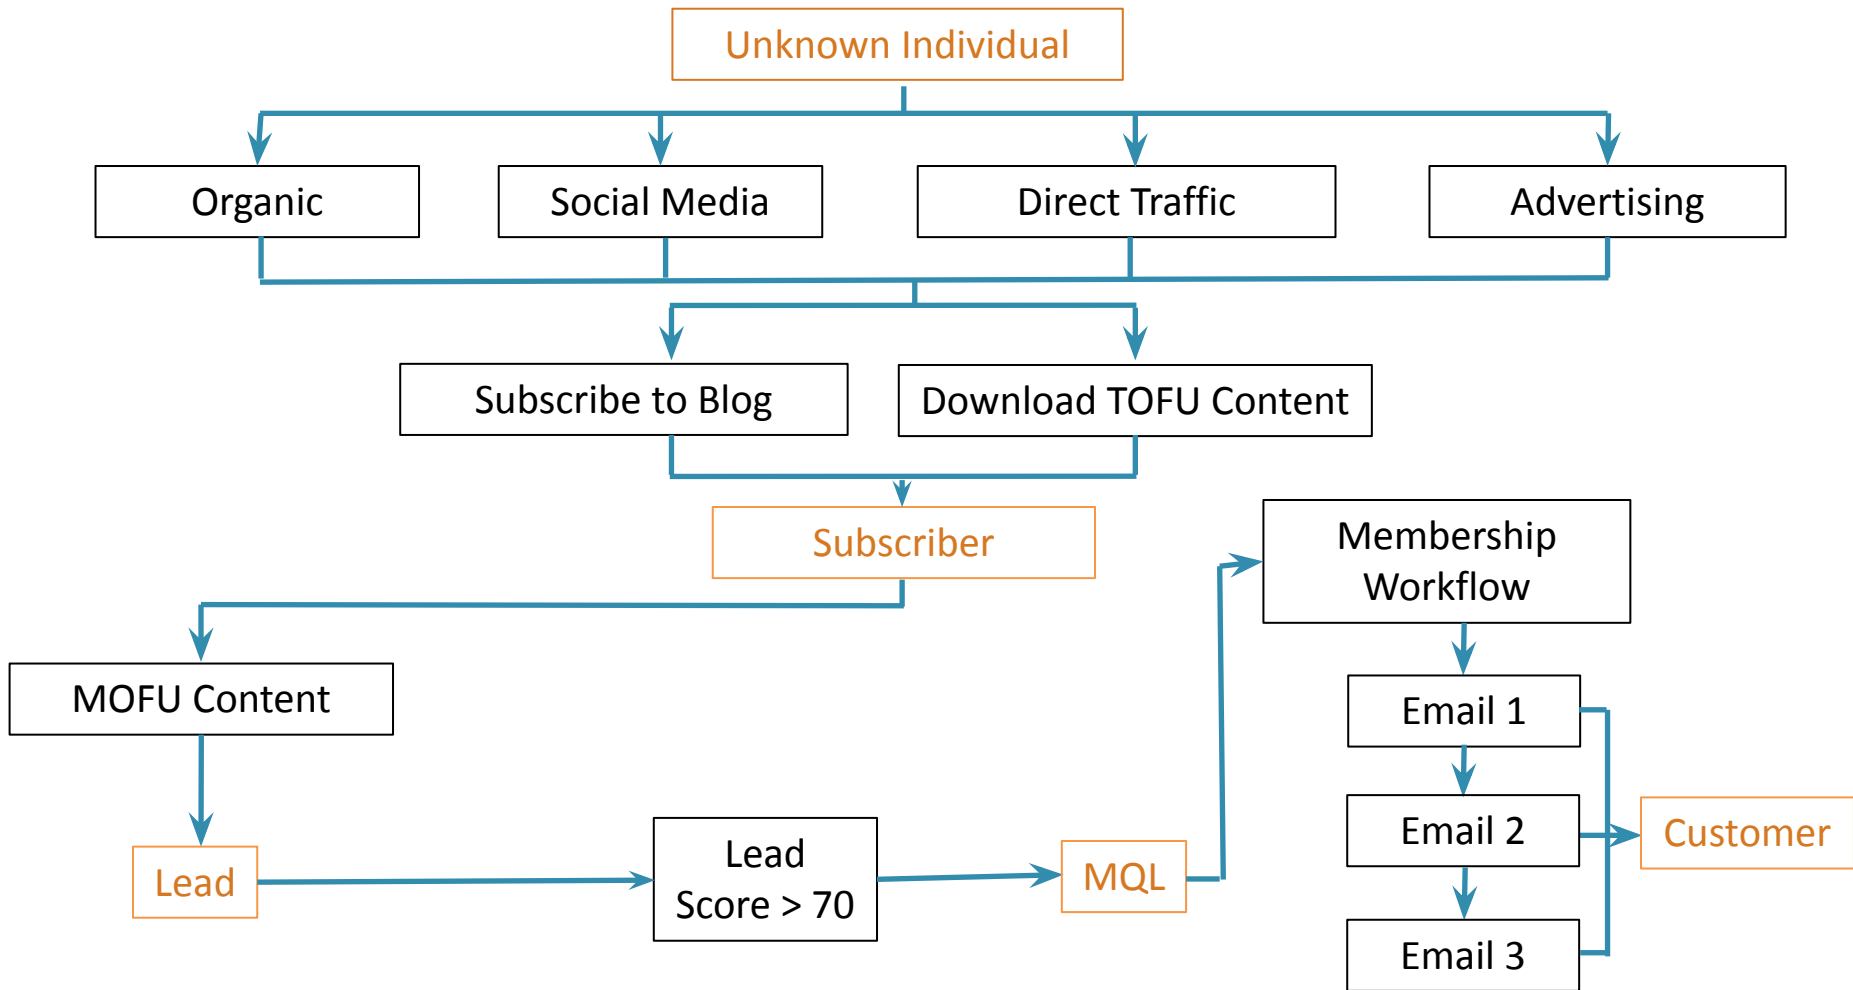 Unknown Individual
Organic
Social Media
Direct Traffic
Advertising
Subscribe to Blog
Download TOFU Content
Subscriber
Membership
Workflow
MOFU Content
Email 1
Email 2
Customer
Lead
Lead
Score > 70
MQL
Email 3